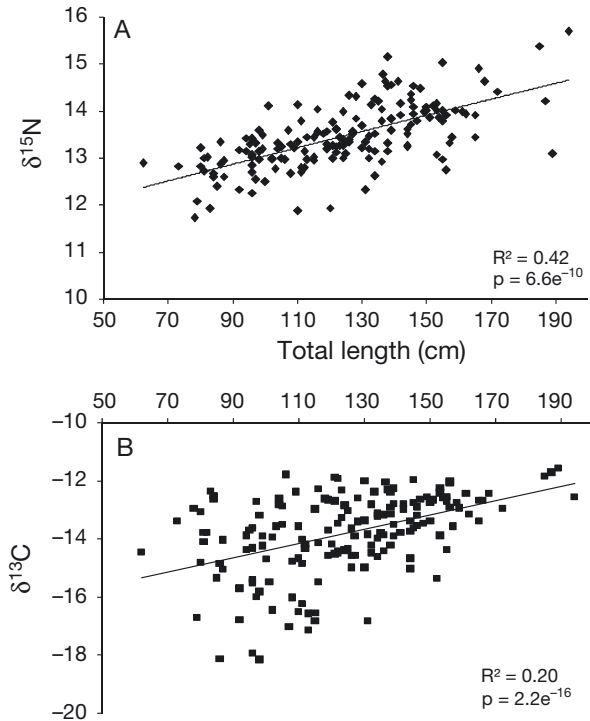 16
A
15
14
δ¹⁵N
13
12
11
R² = 0.42
p = 6.6e⁻¹⁰
10
50 70 90 110 130 150 170 190
Total length (cm)
50 70 90 110 130 150 170 190
−10
B
−12
−14
δ¹³C
−16
−18
R² = 0.20
p = 2.2e⁻¹⁶
−20